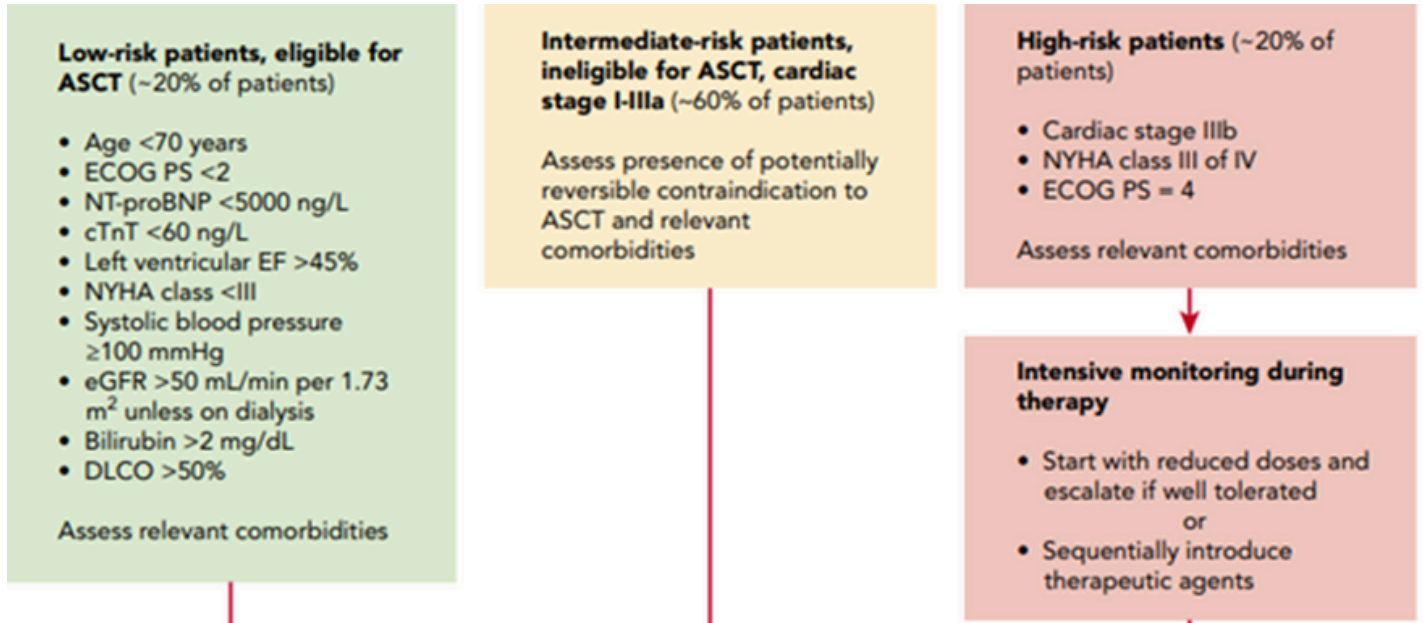 Low-risk patients, eligible for
ASCT (~20% of patients)
• Age <70 years
• ECOG PS <2
• NT-proBNP <5000 ng/L
• cTnT <60 ng/L
• Left ventricular EF >45%
• NYHA class <III
• Systolic blood pressure
≥100 mmHg
• eGFR >50 mL/min per 1.73
m² unless on dialysis
• Bilirubin >2 mg/dL
• DLCO >50%
Assess relevant comorbidities
Intermediate-risk patients,
ineligible for ASCT, cardiac
stage I-IIIa (~60% of patients)
Assess presence of potentially
reversible contraindication to
ASCT and relevant
comorbidities
High-risk patients (~20% of
patients)
• Cardiac stage IIIb
• NYHA class III of IV
• ECOG PS = 4
Assess relevant comorbidities
Intensive monitoring during
therapy
• Start with reduced doses and
escalate if well tolerated
or
• Sequentially introduce
therapeutic agents